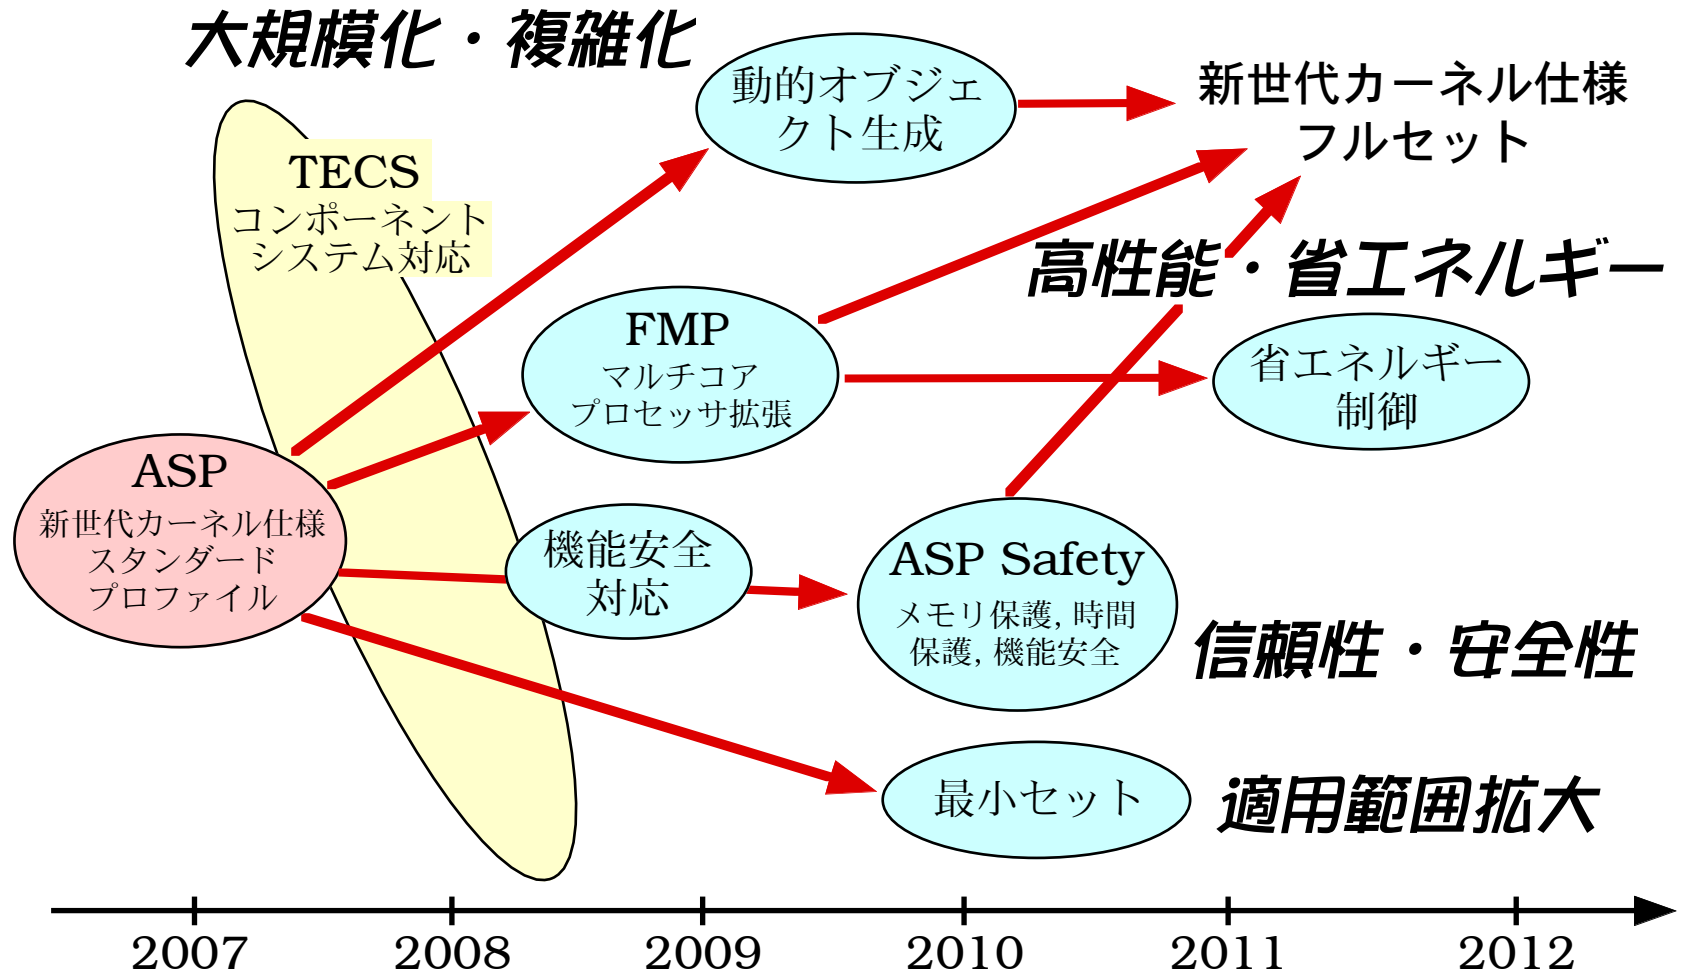 大規模化・複雑化
動的オブジェ
クト生成
新世代カーネル仕様
フルセット
TECS
コンポーネント
システム対応
高性能・省エネルギー
FMP
マルチコア
プロセッサ拡張
省エネルギー
制御
ASP
新世代カーネル仕様
スタンダード
プロファイル
機能安全
対応
ASP Safety
メモリ保護, 時間
保護, 機能安全
信頼性・安全性
最小セット
適用範囲拡大
2007 2008 2009 2010 2011 2012